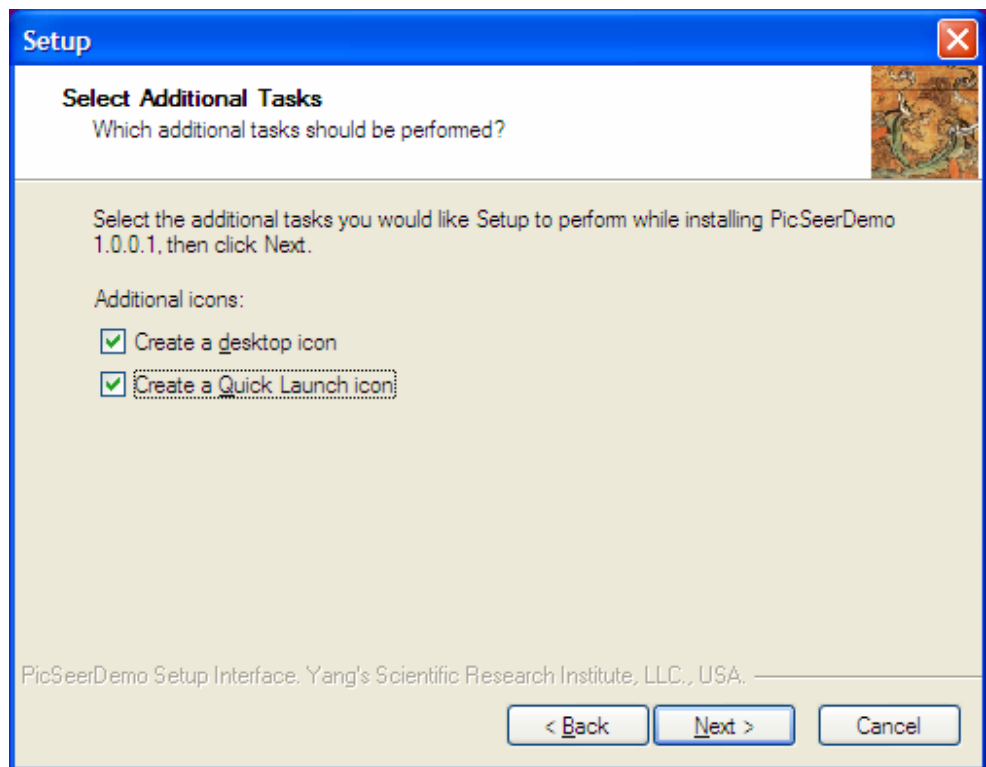 Setup
Select Additional Tasks
Which additional tasks should be performed?
Select the additional tasks you would like Setup to perform while installing PicSeerDemo
1.0.0.1, then click Next.
Additional icons:
Create a desktop icon
Create a Quick Launch icon
PicSeerDemo Setup Interface. Yang's Scientific Research Institute, LLC., USA.
< Back Next > Cancel